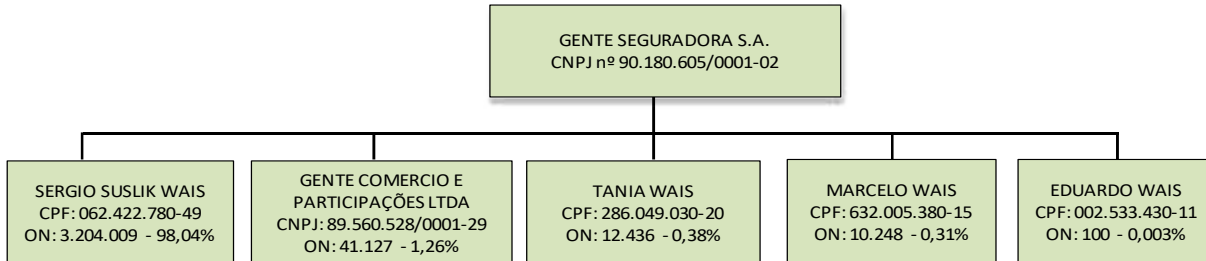 GENTE SEGURADORA S.A.
CNPJ nº 90.180.605/0001-02
SERGIO SUSLIK WAIS
CPF: 062.422.780-49
ON: 3.204.009 - 98,04%
GENTE COMERCIO E
PARTICIPAÇÕES LTDA
CNPJ: 89.560.528/0001-29
ON: 41.127 - 1,26%
TANIA WAIS
CPF: 286.049.030-20
ON: 12.436 - 0,38%
MARCELO WAIS
CPF: 632.005.380-15
ON: 10.248 - 0,31%
EDUARDO WAIS
CPF: 002.533.430-11
ON: 100 - 0,003%